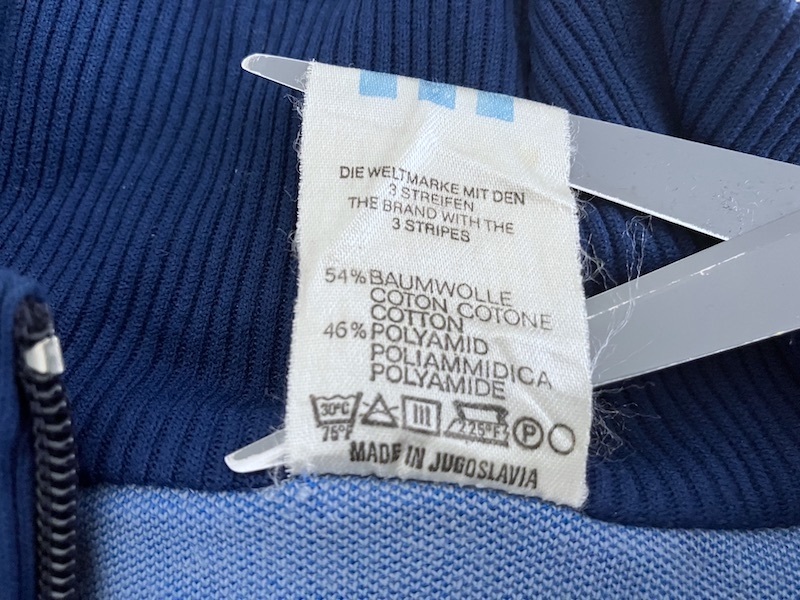 DIE WELTMARKE MIT DEN
3 STREIFEN
THE BRAND WITH THE
3 STRIPES
54% BAUMWOLLE
COTON COTONE
COTTON
46% POLYAMID
POLIAMMIDICA
POLYAMIDE
30°C 225°F P
75°F
MADE IN JUGOSLAVIA